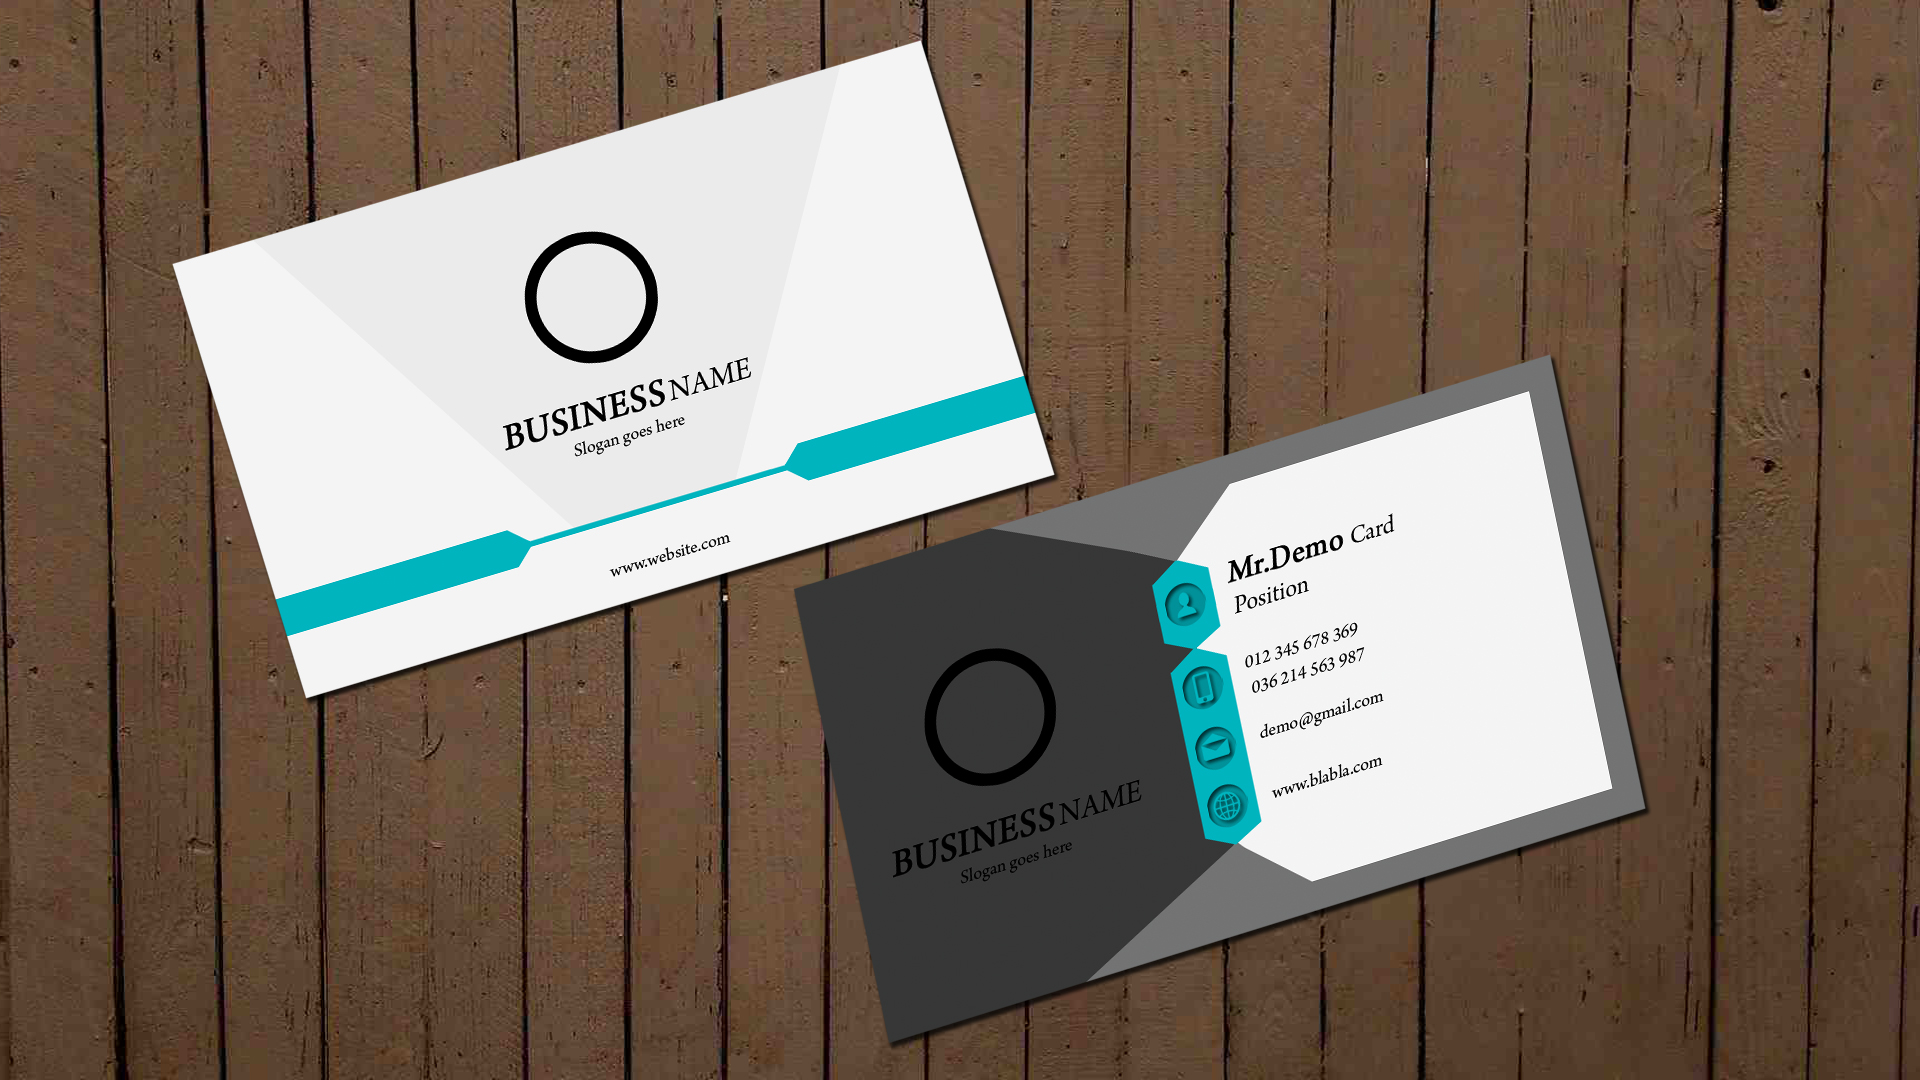 BUSINESS NAME
Slogan goes here
www.website.com
BUSINESS NAME
Slogan goes here
Mr.Demo Card
Position
012 345 678 369
036 214 563 987
demo@gmail.com
www.blabla.com